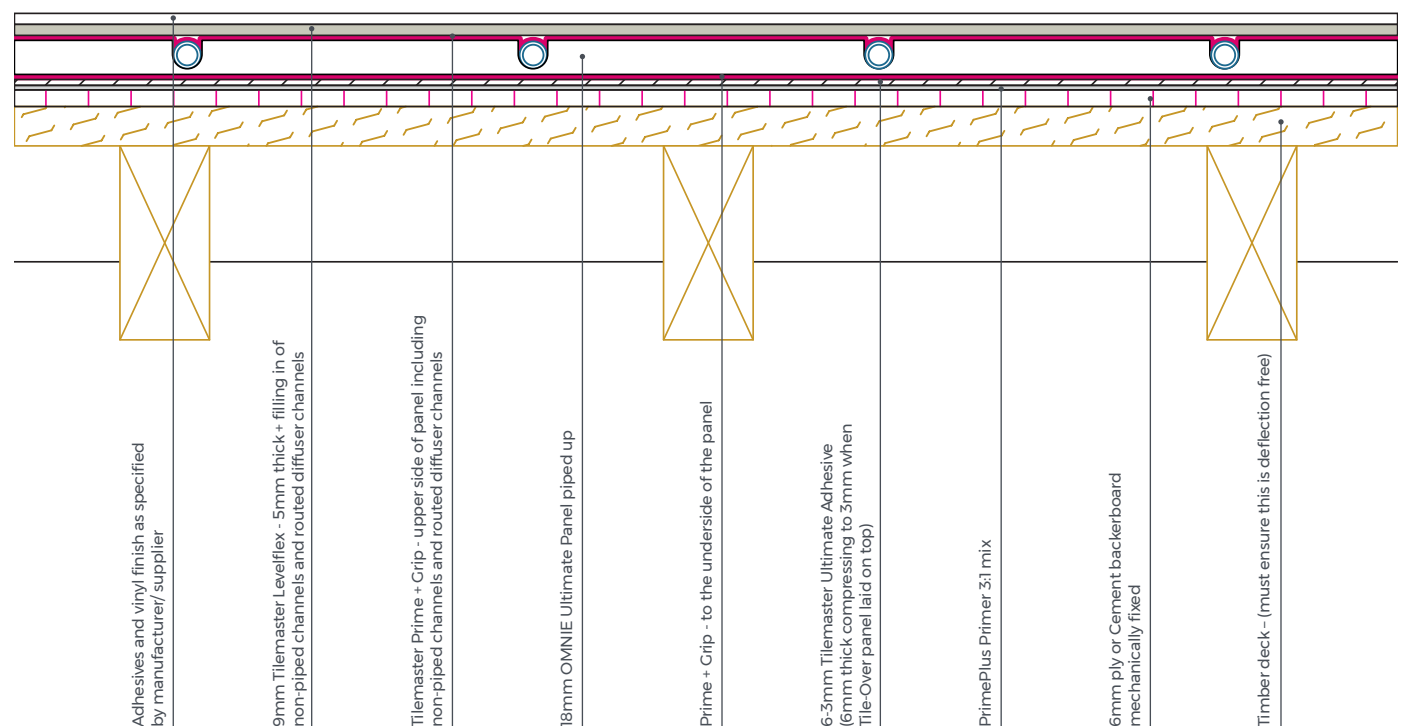 Adhesives and vinyl finish as specified
by manufacturer/ supplier
9mm Tilemaster Levelflex - 5mm thick + filling in of
non-piped channels and routed diffuser channels
Tilemaster Prime + Grip - upper side of panel including
non-piped channels and routed diffuser channels
18mm OMNIE Ultimate Panel piped up
Prime + Grip - to the underside of the panel
6-3mm Tilemaster Ultimate Adhesive
(6mm thick compressing to 3mm when
Tile-Over panel laid on top)
PrimePlus Primer 3:1 mix
6mm ply or Cement backerboard
mechanically fixed
Timber deck – (must ensure this is deflection free)